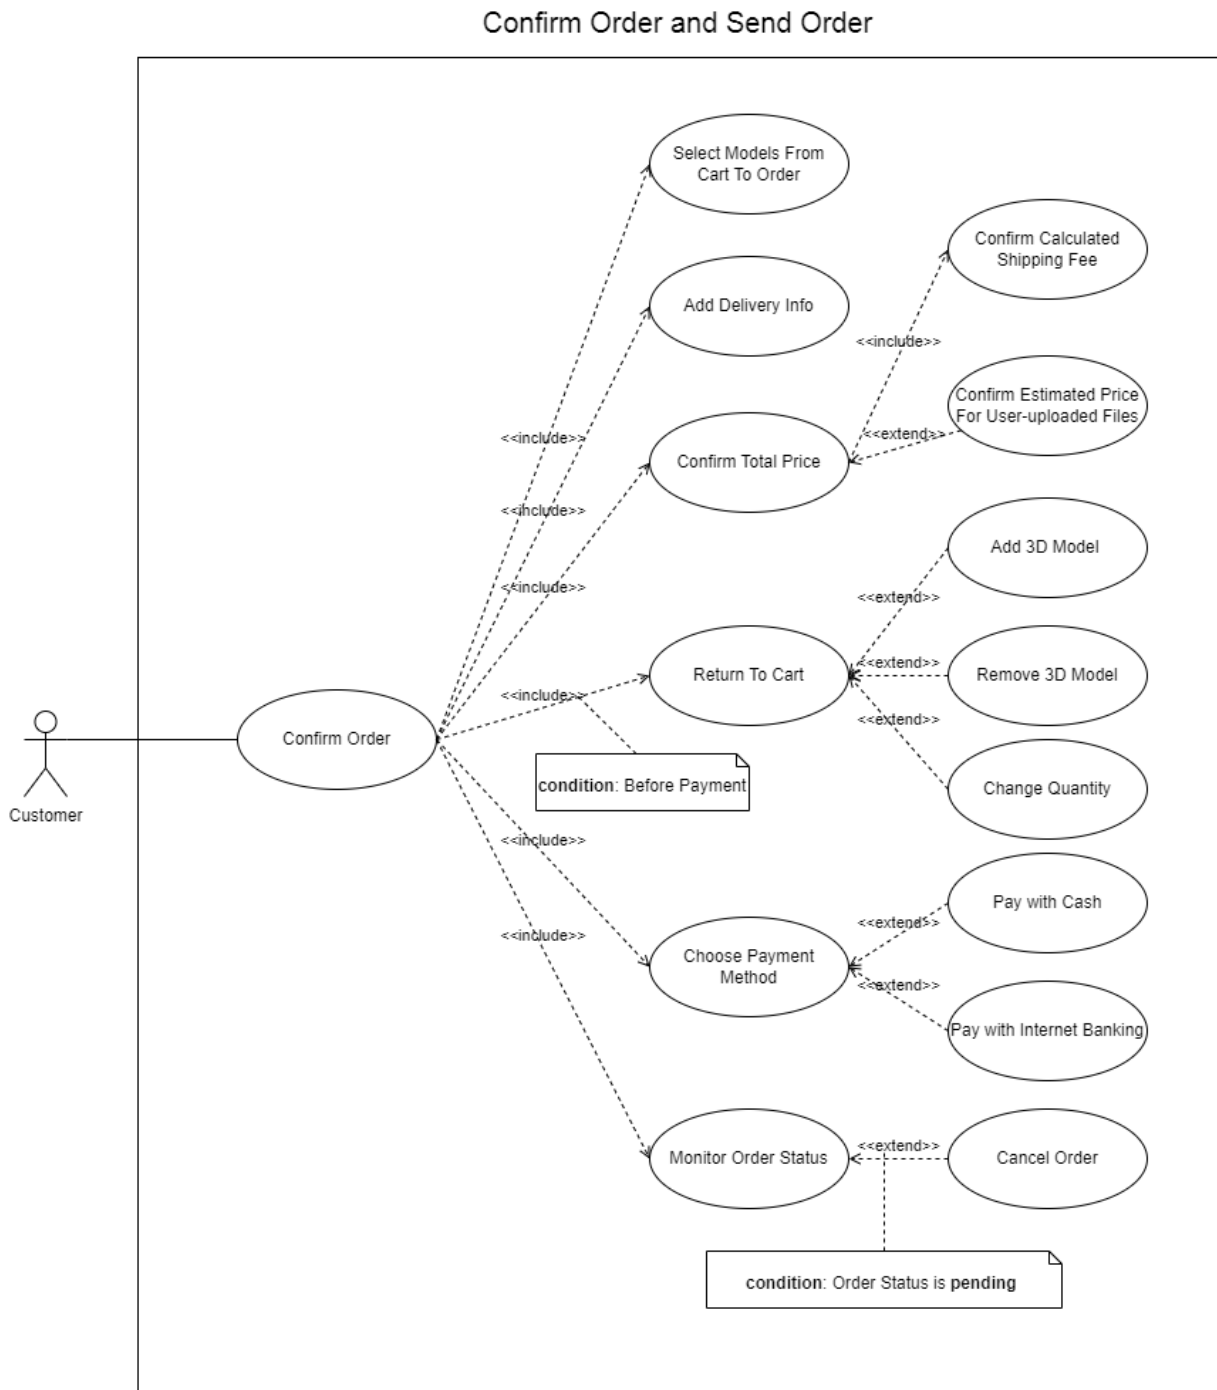 Confirm Order and Send Order
Select Models From
Cart To Order
Confirm Calculated
Shipping Fee
Add Delivery Info
<<include>>
Confirm Estimated Price
For User-uploaded Files
<<extend>>
<<include>>
Confirm Total Price
<<include>>
Add 3D Model
<<include>>
<<extend>>
Return To Cart
<<extend>>
Remove 3D Model
<<include>>
<<extend>>
Confirm Order
condition: Before Payment
Change Quantity
Customer
<<include>>
Pay with Cash
<<extend>>
<<include>>
Choose Payment
Method
<<extend>>
Pay with Internet Banking
Monitor Order Status
<<extend>>
Cancel Order
condition: Order Status is pending